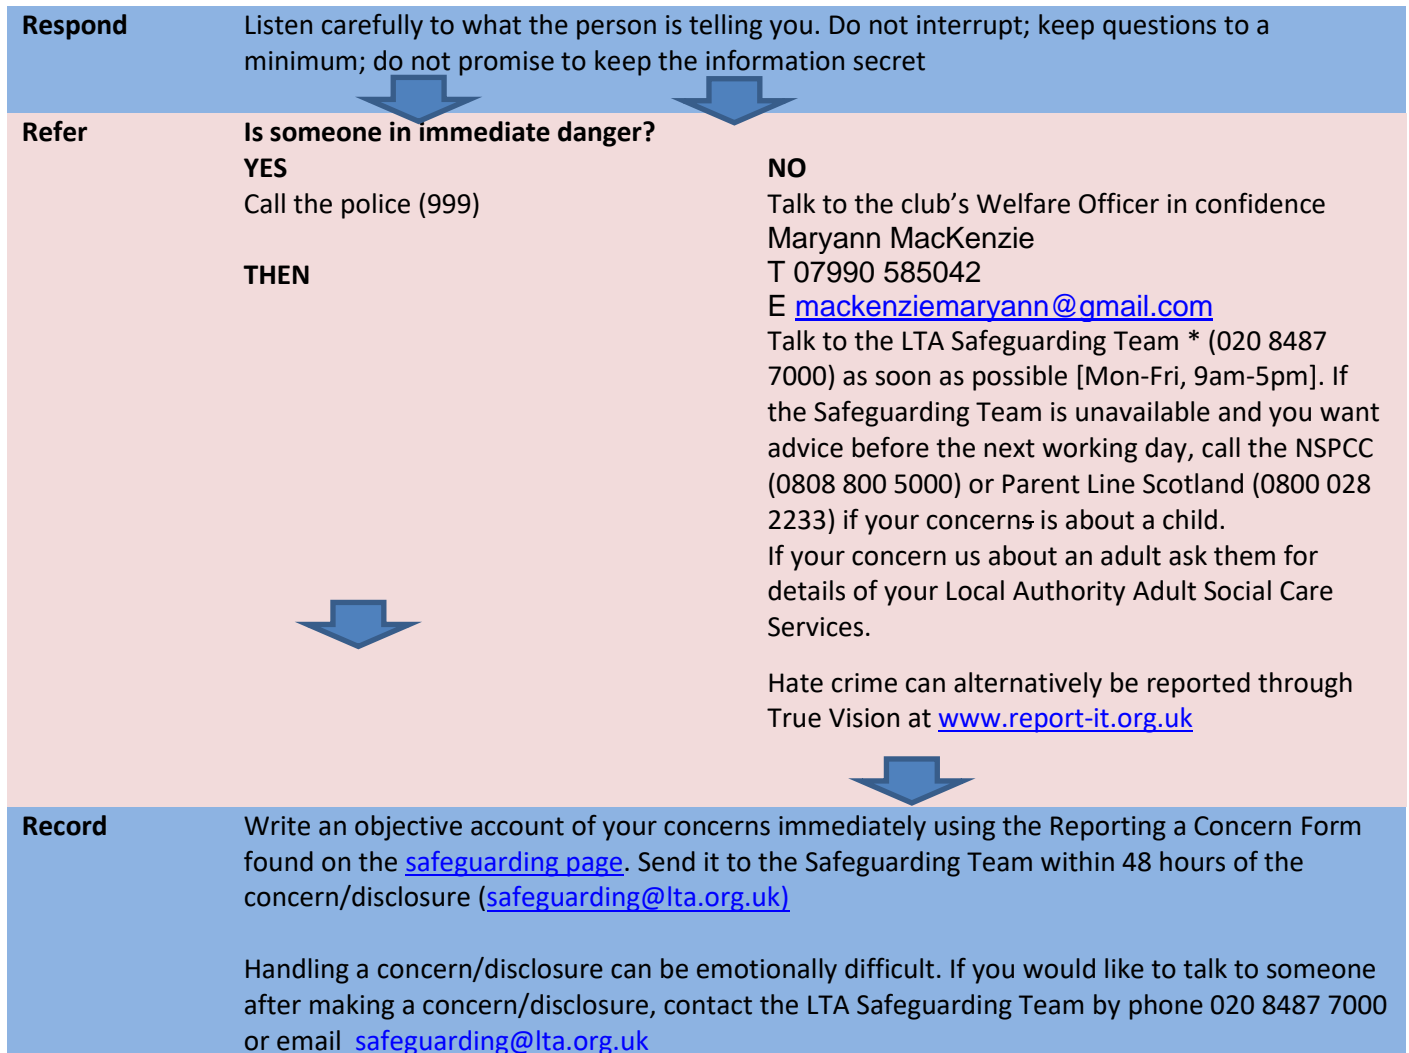 Respond
Listen carefully to what the person is telling you. Do not interrupt; keep questions to a
minimum; do not promise to keep the information secret
Refer
Is someone in immediate danger?
YES
Call the police (999)
THEN
NO
Talk to the club’s Welfare Officer in confidence
Maryann MacKenzie
T 07990 585042
E mackenziemaryann@gmail.com
Talk to the LTA Safeguarding Team * (020 8487
7000) as soon as possible [Mon-Fri, 9am-5pm]. If
the Safeguarding Team is unavailable and you want
advice before the next working day, call the NSPCC
(0808 800 5000) or Parent Line Scotland (0800 028
2233) if your concerns is about a child.
If your concern us about an adult ask them for
details of your Local Authority Adult Social Care
Services.
Hate crime can alternatively be reported through
True Vision at www.report-it.org.uk
Record
Write an objective account of your concerns immediately using the Reporting a Concern Form
found on the safeguarding page. Send it to the Safeguarding Team within 48 hours of the
concern/disclosure (safeguarding@lta.org.uk)
Handling a concern/disclosure can be emotionally difficult. If you would like to talk to someone
after making a concern/disclosure, contact the LTA Safeguarding Team by phone 020 8487 7000
or email safeguarding@lta.org.uk